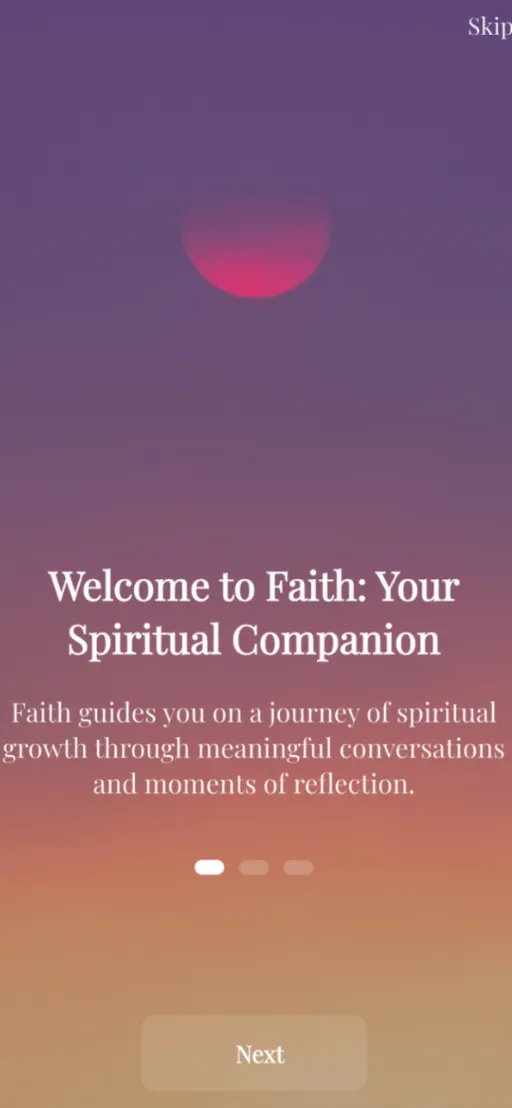 Skip
Welcome to Faith: Your
Spiritual Companion
Faith guides you on a journey of spiritual
growth through meaningful conversations
and moments of reflection.
Next